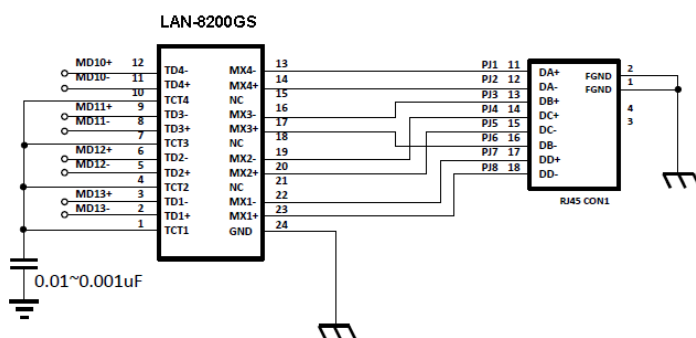 LAN-8200GS
MD10+ 12 TD4- MX4- 13 PJ1 11 DA+ FGND 2
MD10- 11 TD4+ MX4+ 14 PJ2 12 DA- FGND 1
10 TCT4 NC 15 PJ3 13 DB+
MD11+ 9 TD3- MX3- 16 PJ4 14 DC+ 4
MD11- 8 TD3+ MX3+ 17 PJ5 15 DC- 3
7 TCT3 NC 18 PJ6 16 DB-
MD12+ 6 TD2- MX2- 19 PJ7 17 DD+
MD12- 5 TD2+ MX2+ 20 PJ8 18 DD-
4 TCT2 NC 21
MD13+ 3 TD1- MX1- 22 RJ45 CON1
MD13- 2 TD1+ MX1+ 23
1 TCT1 GND 24
0.01~0.001uF